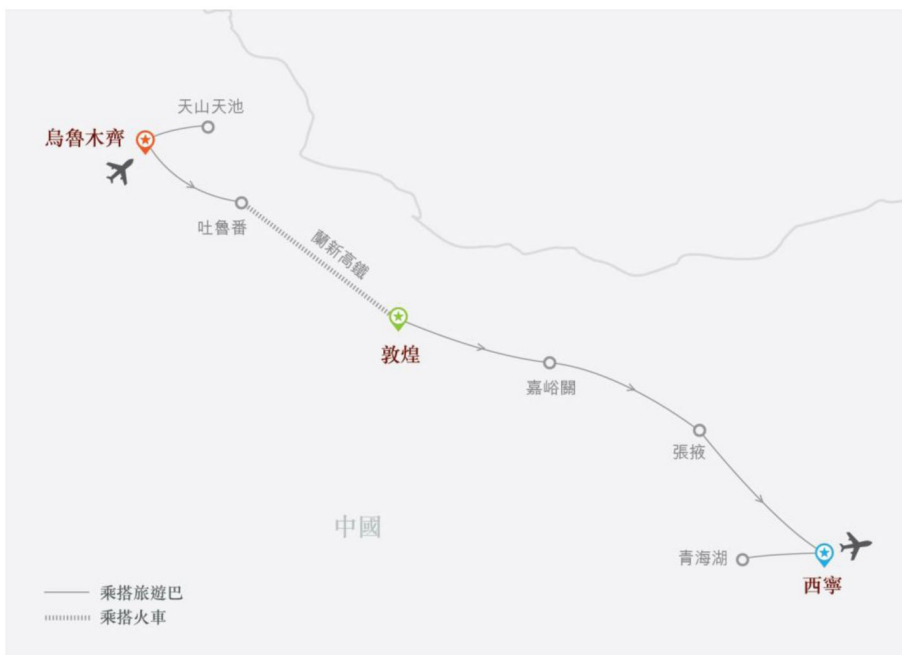 天山天池
烏魯木齊
吐魯番
蘭新高鐵
敦煌
嘉峪關
張掖
中國
青海湖
西寧
乘搭旅遊巴
乘搭火車